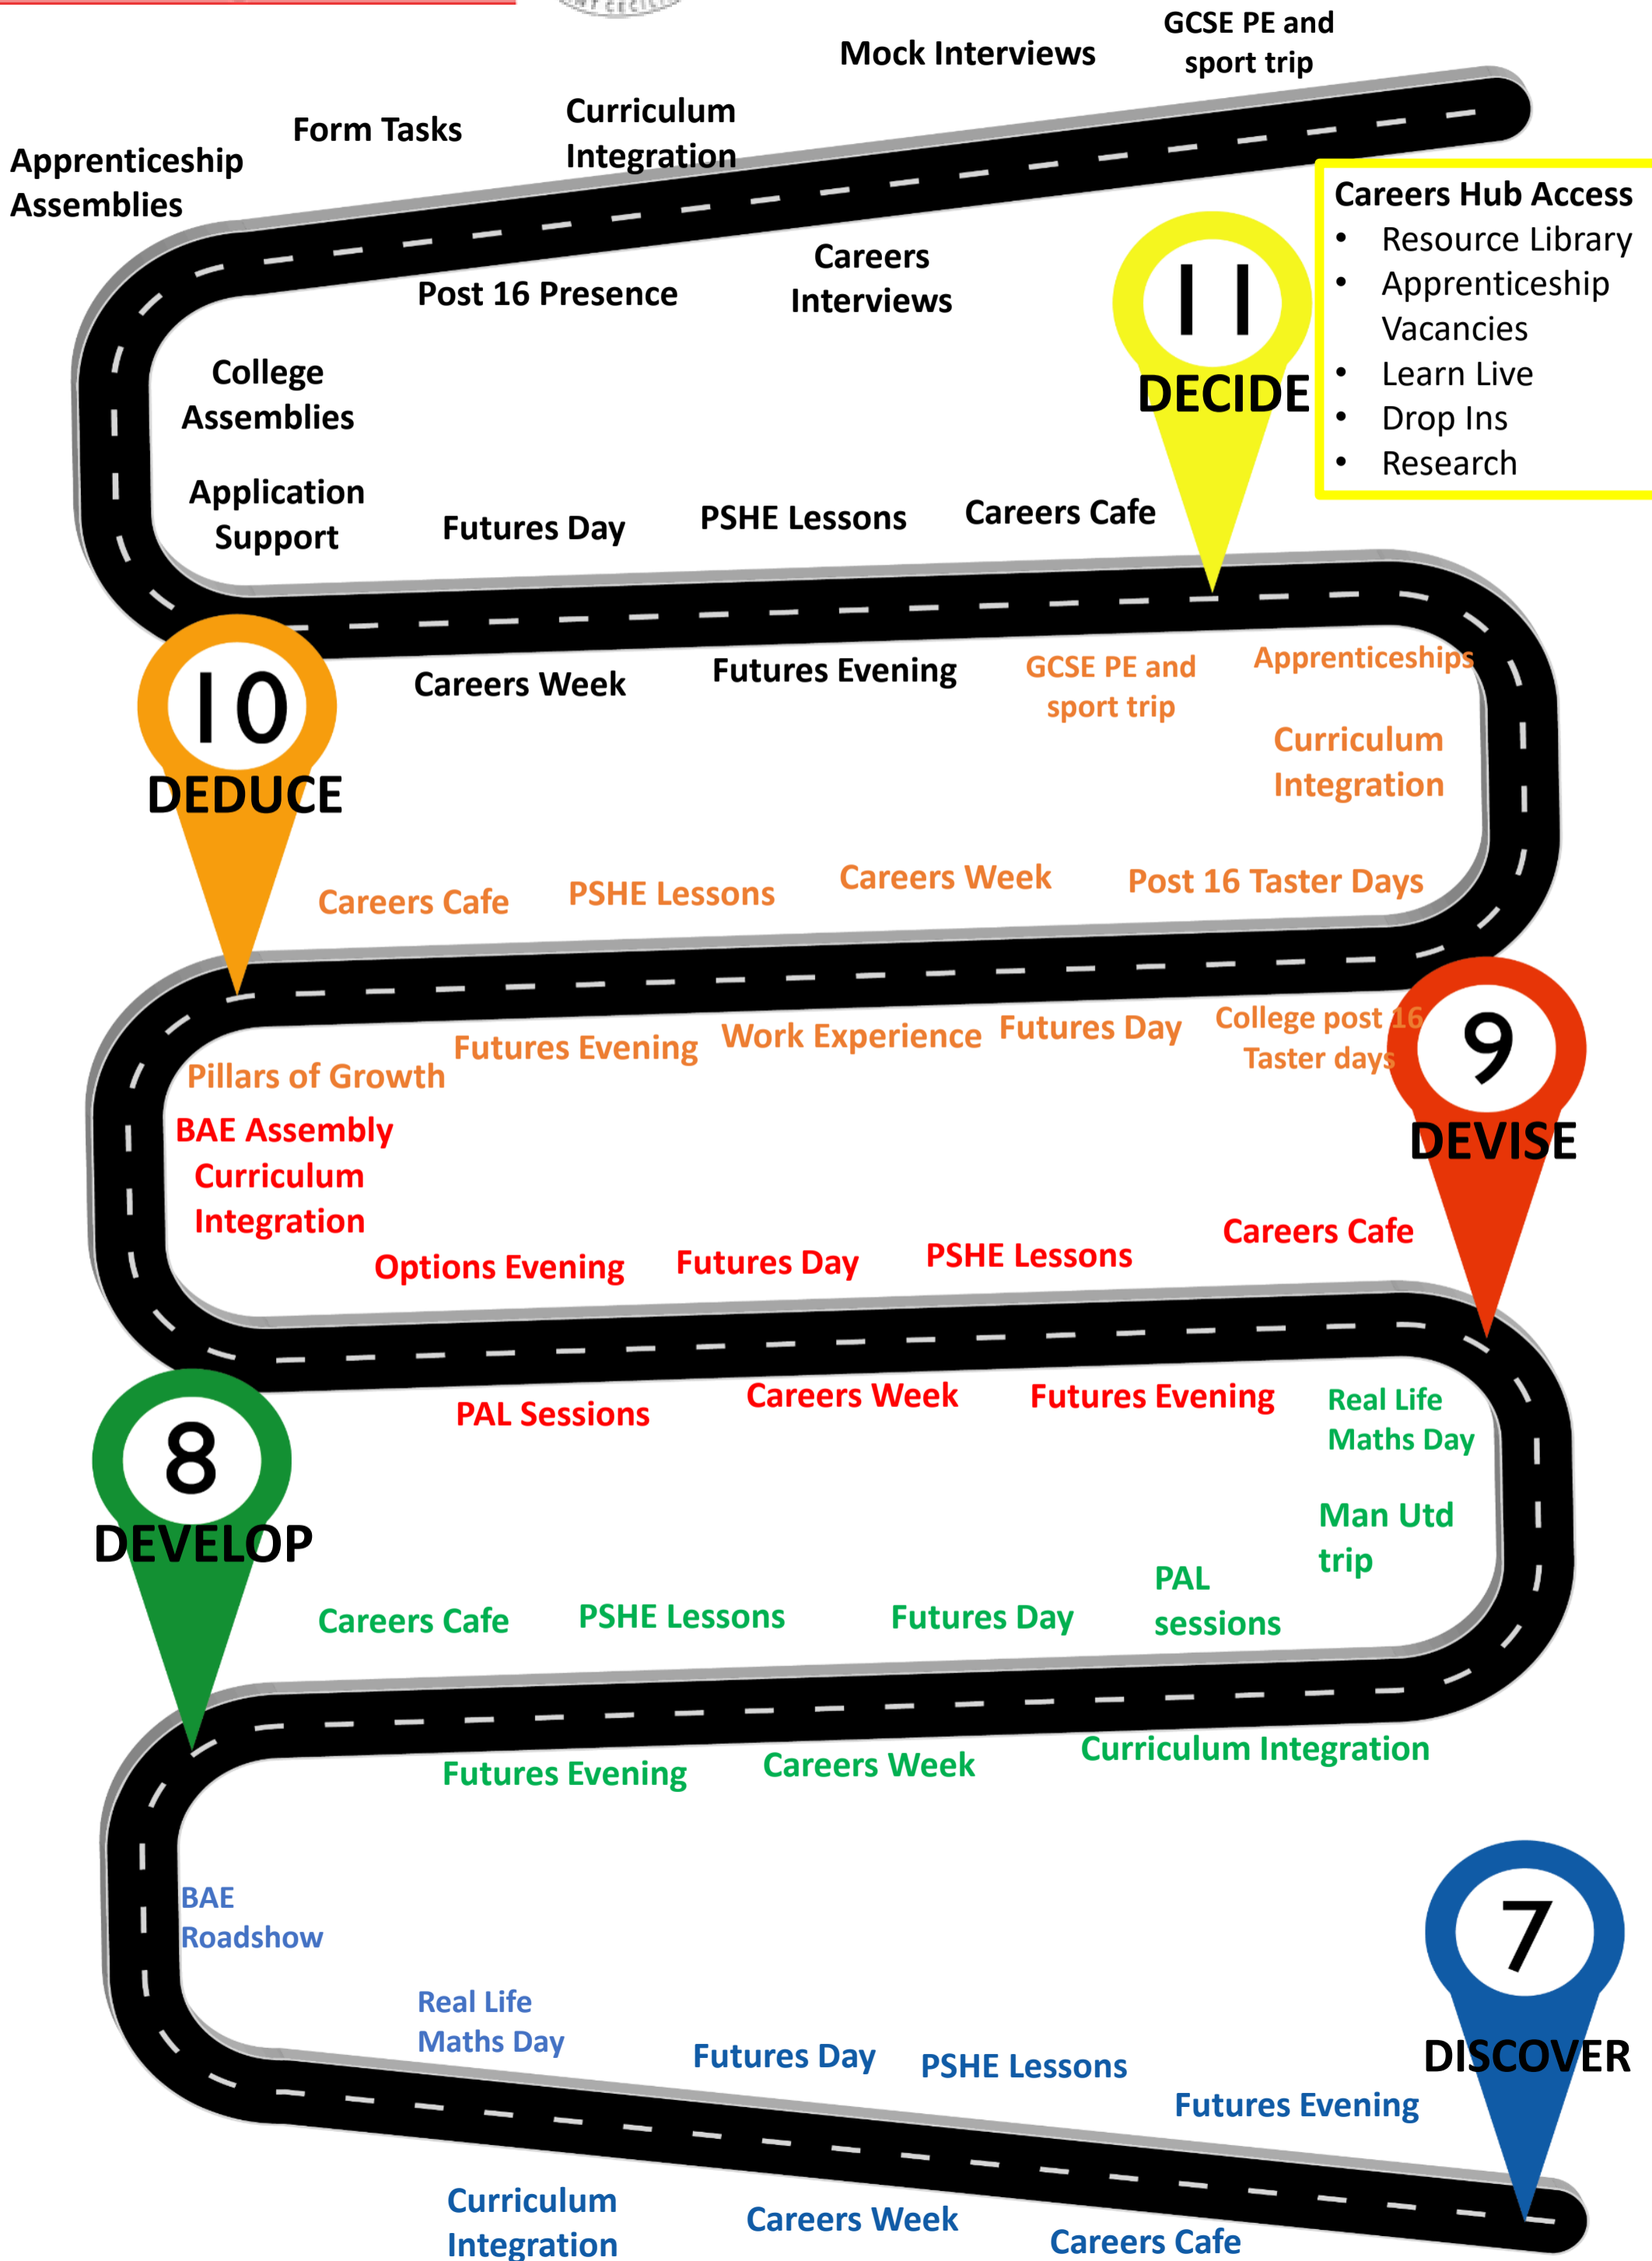 CECIL
Mock Interviews
GCSE PE and
sport trip
Form Tasks
Curriculum
Integration
Apprenticeship
Assemblies
Careers Hub Access
• Resource Library
• Apprenticeship
Vacancies
• Learn Live
• Drop Ins
• Research
Post 16 Presence
Careers
Interviews
11
DECIDE
College
Assemblies
Application
Support
Futures Day
PSHE Lessons
Careers Cafe
Careers Week
Futures Evening
GCSE PE and
sport trip
Apprenticeships
Curriculum
Integration
10
DEDUCE
Careers Cafe
PSHE Lessons
Careers Week
Post 16 Taster Days
Pillars of Growth
Futures Evening
Work Experience
Futures Day
College post 16
Taster days
9
DEVISE
BAE Assembly
Curriculum
Integration
Options Evening
Futures Day
PSHE Lessons
Careers Cafe
PAL Sessions
Careers Week
Futures Evening
Real Life
Maths Day
Man Utd
trip
8
DEVELOP
Careers Cafe
PSHE Lessons
Futures Day
PAL
sessions
Futures Evening
Careers Week
Curriculum Integration
BAE
Roadshow
7
DISCOVER
Real Life
Maths Day
Futures Day
PSHE Lessons
Futures Evening
Curriculum
Integration
Careers Week
Careers Cafe